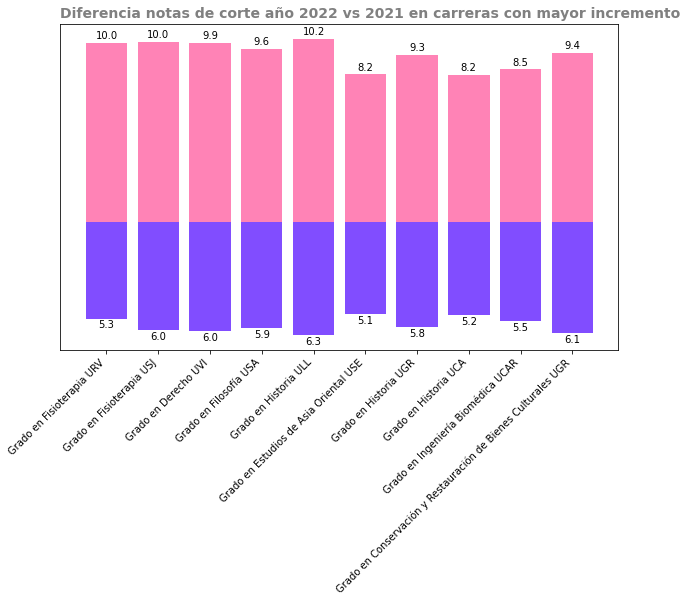 Diferencia notas de corte año 2022 vs 2021 en carreras con mayor incremento
10.0
10.0
9.9
9.6
10.2
8.2
9.3
8.2
8.5
9.4
5.3
6.0
6.0
5.9
6.3
5.1
5.8
5.2
5.5
6.1
Grado en Fisioterapia URV
Grado en Fisioterapia USJ
Grado en Derecho UVI
Grado en Filosofía USA
Grado en Historia ULL
Grado en Estudios de Asia Oriental USE
Grado en Historia UGR
Grado en Historia UCA
Grado en Ingeniería Biomédica UCAR
Grado en Conservación y Restauración de Bienes Culturales UGR